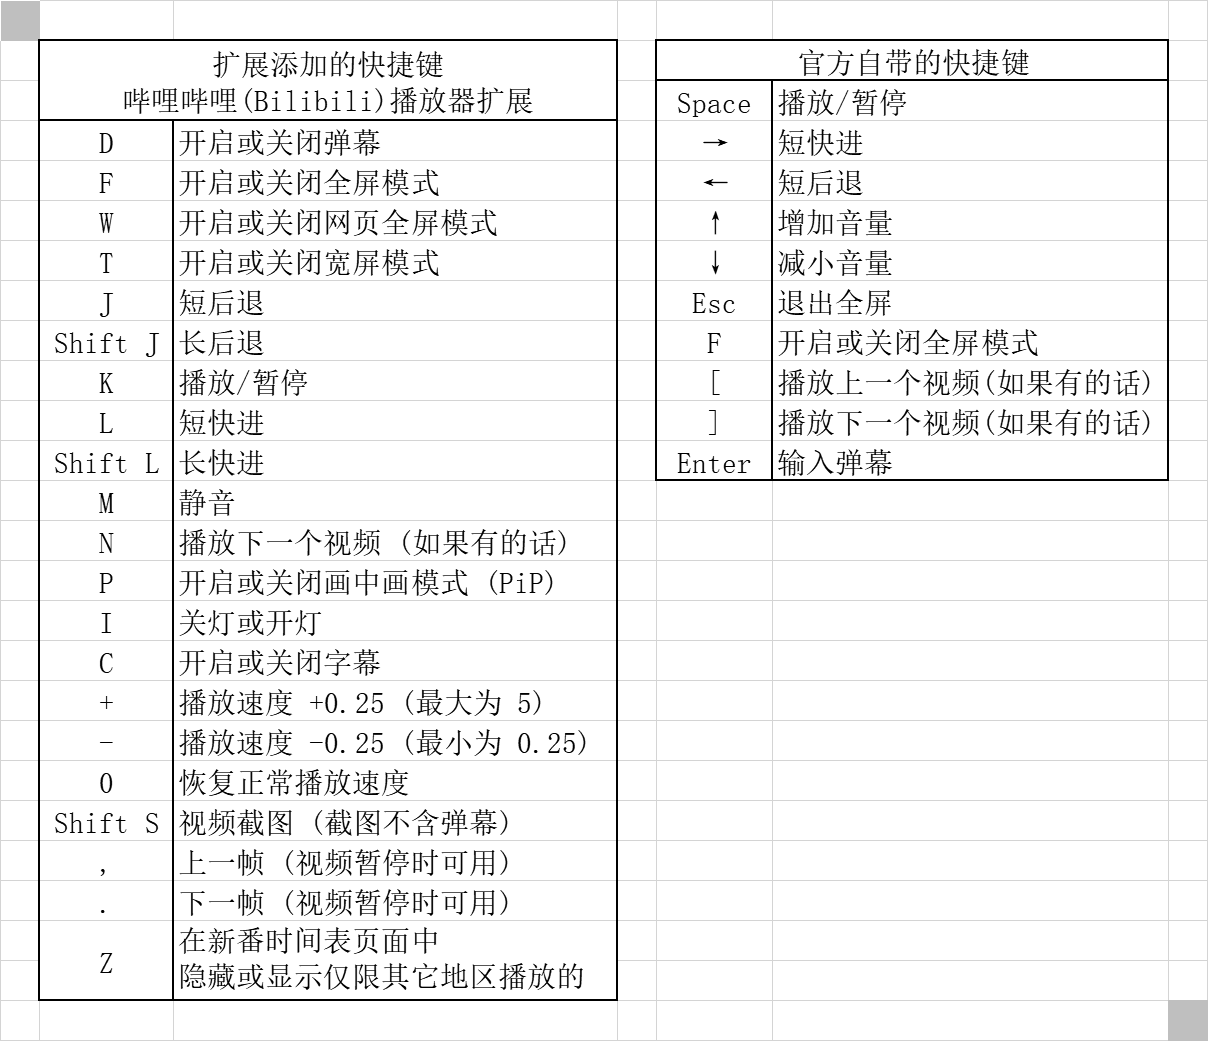 扩展添加的快捷键
哔哩哔哩(Bilibili)播放器扩展
D 开启或关闭弹幕
F 开启或关闭全屏模式
W 开启或关闭网页全屏模式
T 开启或关闭宽屏模式
J 短后退
Shift J 长后退
K 播放/暂停
L 短快进
Shift L 长快进
M 静音
N 播放下一个视频 (如果有的话)
P 开启或关闭画中画模式 (PiP)
I 关灯或开灯
C 开启或关闭字幕
+ 播放速度 +0.25 (最大为 5)
- 播放速度 -0.25 (最小为 0.25)
0 恢复正常播放速度
Shift S 视频截图 (截图不含弹幕)
, 上一帧 (视频暂停时可用)
. 下一帧 (视频暂停时可用)
Z 在新番时间表页面中
隐藏或显示仅限其它地区播放的
官方自带的快捷键
Space 播放/暂停
→ 短快进
← 短后退
↑ 增加音量
↓ 减小音量
Esc 退出全屏
F 开启或关闭全屏模式
[ 播放上一个视频(如果有的话)
] 播放下一个视频(如果有的话)
Enter 输入弹幕